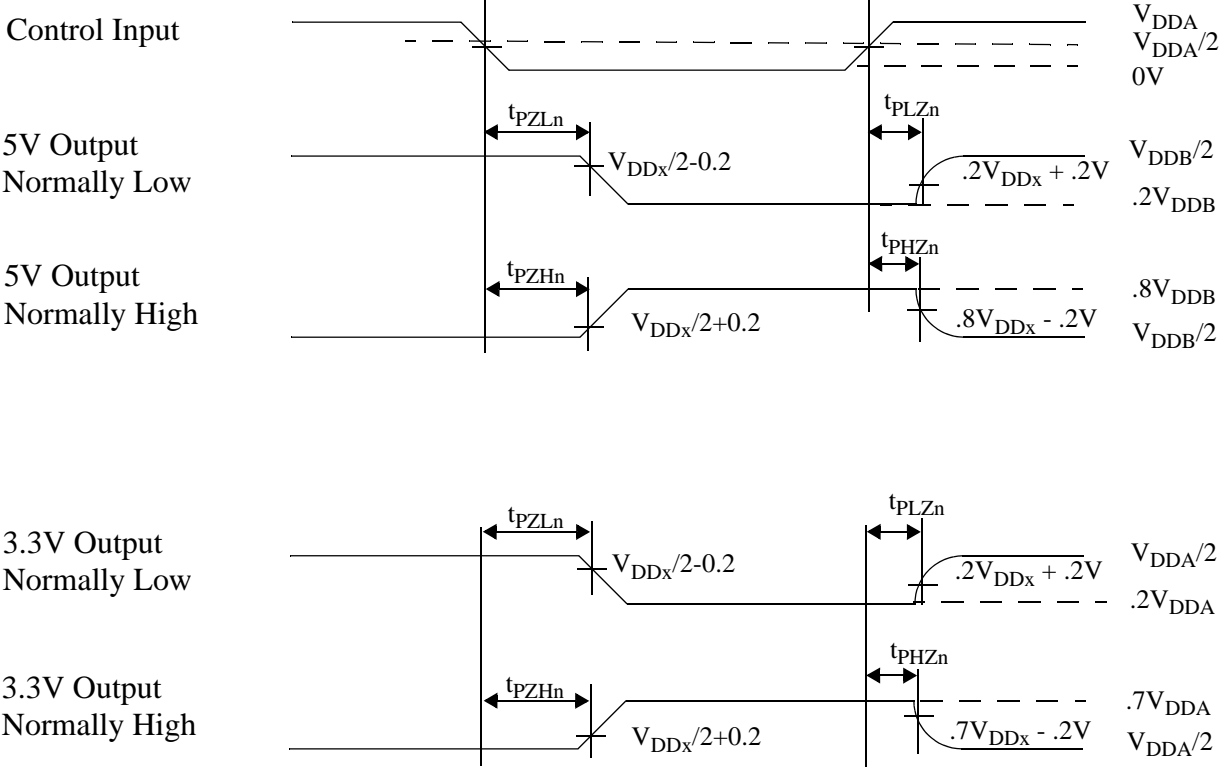 Control Input
V_DDA
V_DDA/2
0V
t_PZLn
t_PLZn
5V Output
Normally Low
V_DDx/2-0.2
.2V_DDx + .2V
V_DDB/2
.2V_DDB
5V Output
Normally High
t_PZHn
t_PHZn
V_DDx/2+0.2
.8V_DDx - .2V
.8V_DDB
V_DDB/2
t_PZLn
t_PLZn
3.3V Output
Normally Low
V_DDx/2-0.2
.2V_DDx + .2V
V_DDA/2
.2V_DDA
3.3V Output
Normally High
t_PZHn
t_PHZn
V_DDx/2+0.2
.7V_DDx - .2V
.7V_DDA
V_DDA/2